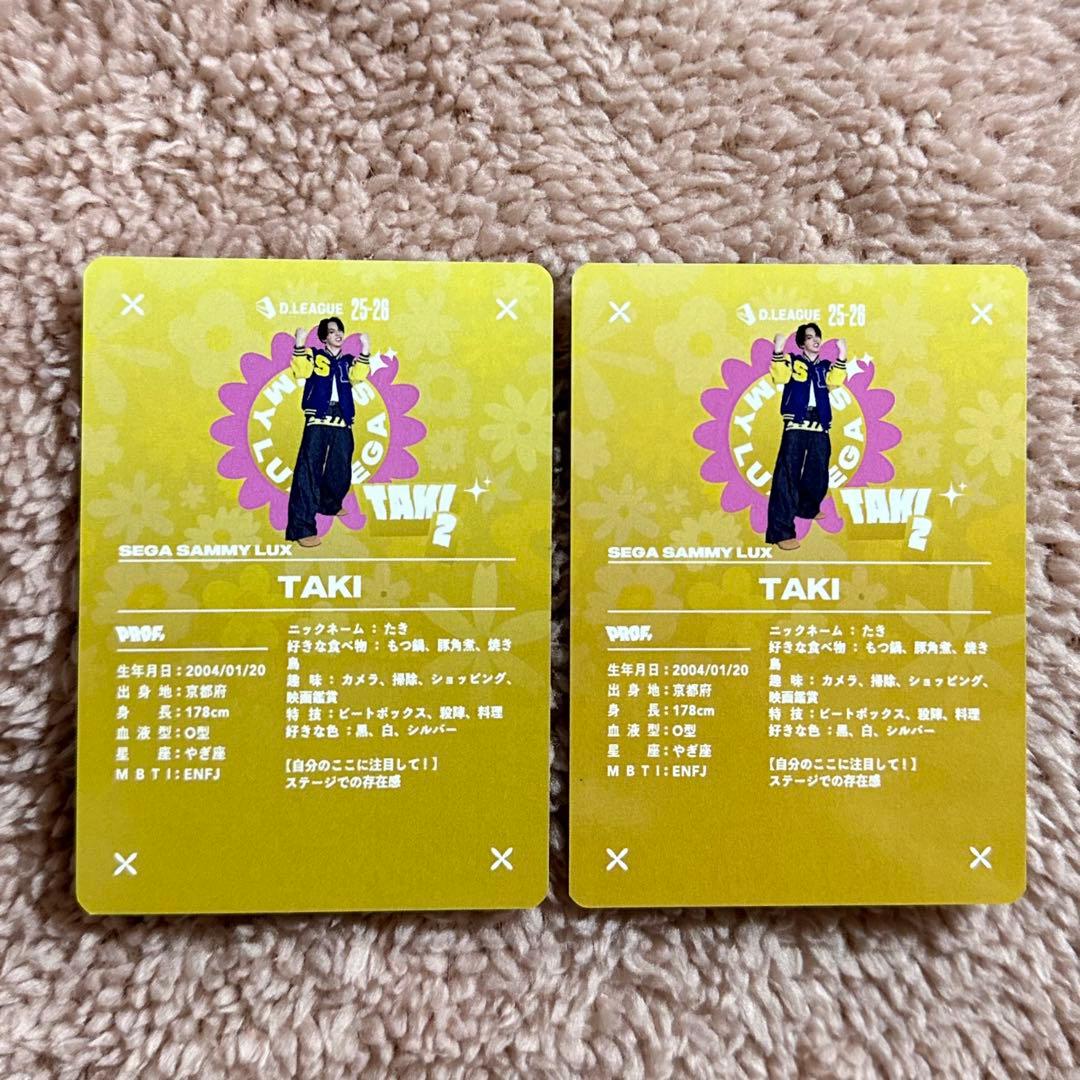 D.LEAGUE 25-26
S
SEGA SAMMY LUX
TAKI
2
SEGA SAMMY LUX
TAKI
PROF.
生年月日：2004/01/20
出身地：京都府
身長：178cm
血液型：O型
星座：やぎ座
MBTI：ENFJ
ニックネーム：たき
好きな食べ物：もつ鍋、豚角煮、焼き
鳥
趣味：カメラ、掃除、ショッピング、
映画鑑賞
特技：ビートボックス、殺陣、料理
好きな色：黒、白、シルバー
【自分のここに注目して！】
ステージでの存在感
D.LEAGUE 25-26
S
SEGA SAMMY LUX
TAKI
2
SEGA SAMMY LUX
TAKI
PROF.
生年月日：2004/01/20
出身地：京都府
身長：178cm
血液型：O型
星座：やぎ座
MBTI：ENFJ
ニックネーム：たき
好きな食べ物：もつ鍋、豚角煮、焼き
鳥
趣味：カメラ、掃除、ショッピング、
映画鑑賞
特技：ビートボックス、殺陣、料理
好きな色：黒、白、シルバー
【自分のここに注目して！】
ステージでの存在感